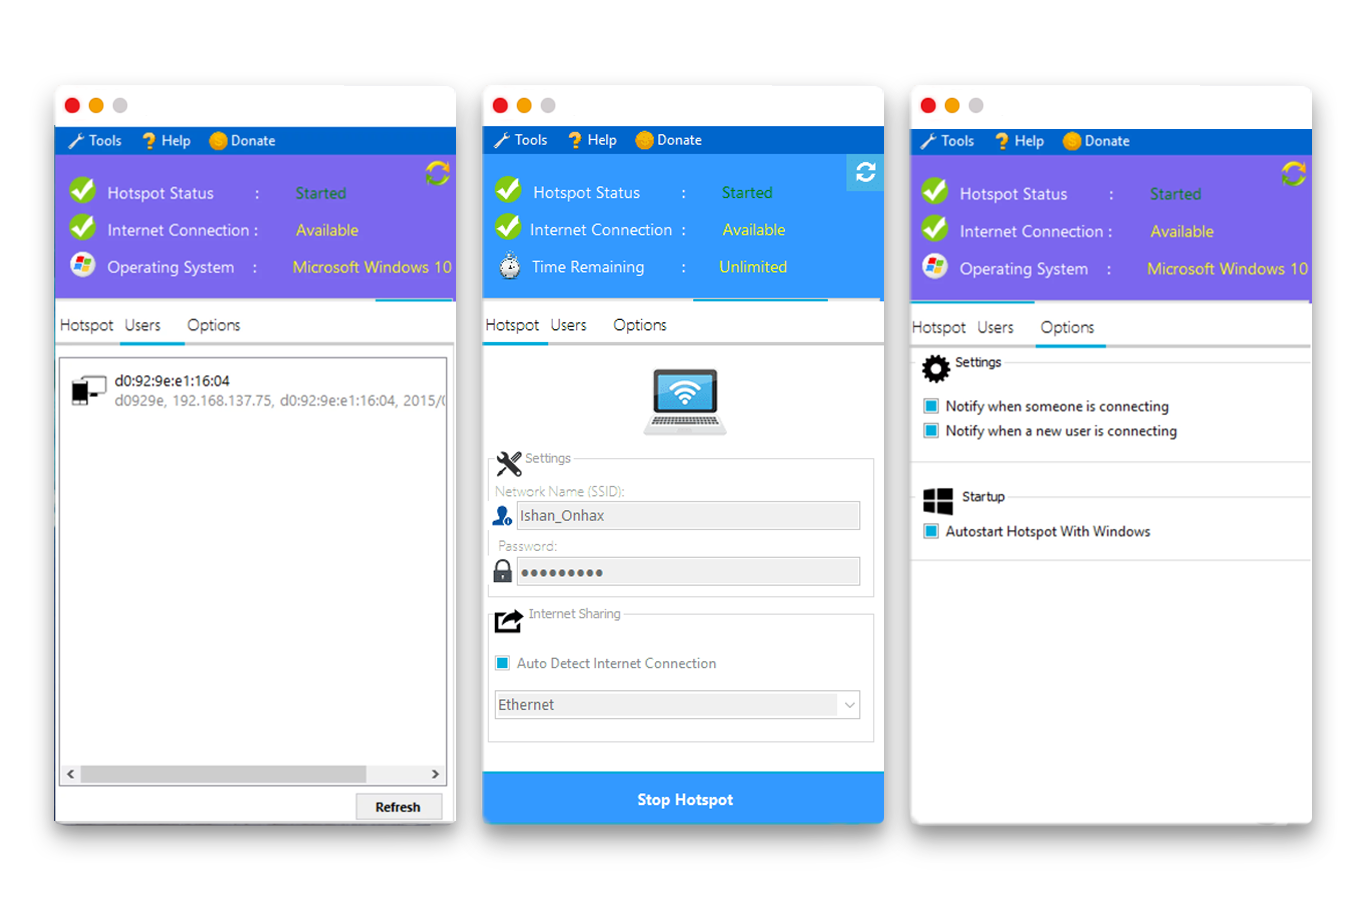 Tools Help Donate
Hotspot Status : Started
Internet Connection : Available
Operating System : Microsoft Windows 10
Hotspot Users Options
d0:92:9e:e1:16:04
d0929e, 192.168.137.75, d0:92:9e:e1:16:04, 2015/
Refresh
Tools Help Donate
Hotspot Status : Started
Internet Connection : Available
Time Remaining : Unlimited
Hotspot Users Options
Settings
Network Name (SSID):
Ishan_Onhax
Password:
●●●●●●●●●
Internet Sharing
Auto Detect Internet Connection
Ethernet
Stop Hotspot
Tools Help Donate
Hotspot Status : Started
Internet Connection : Available
Operating System : Microsoft Windows 10
Hotspot Users Options
Settings
Notify when someone is connecting
Notify when a new user is connecting
Startup
Autostart Hotspot With Windows